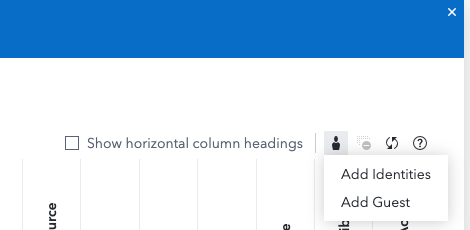 Show horizontal column headings
Add Identities
Add Guest